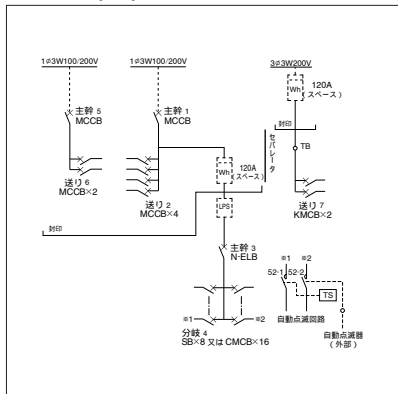 1φ3W100/200V
1φ3W100/200V
3φ3W200V
Wh
120A
(スペース)
主幹 5
MCCB
主幹 1
MCCB
封印
TB
セパレータ
送り 6
MCCB×2
送り 2
MCCB×4
Wh
120A
(スペース)
送り 7
KMCB×2
LPS
封印
主幹 3
N-ELB
※1
※2
52-1
52-2
TS
※1
※2
自動点滅回路
分岐 4
SB×8 又は CMCB×16
自動点滅器
(外部)